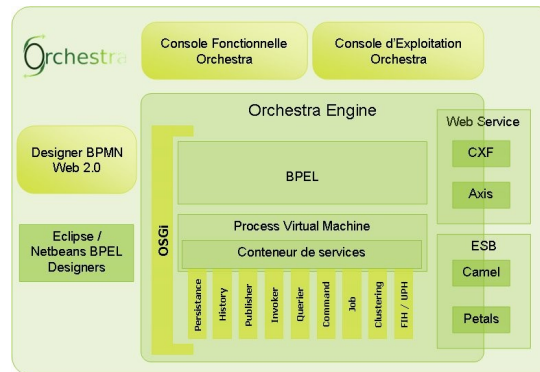 Orchestra
Console Fonctionnelle
Orchestra
Console d'Exploitation
Orchestra
Orchestra Engine
Designer BPMN
Web 2.0
Eclipse /
Netbeans BPEL
Designers
OSGi
BPEL
Process Virtual Machine
Conteneur de services
Persistance
History
Publisher
Invoker
Querier
Command
Job
Clustering
FTH / UPH
Web Service
CXF
Axis
ESB
Camel
Petals